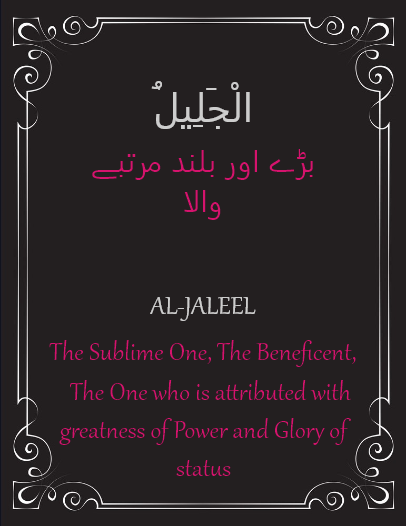 الْجَلِيلُ
بڑے اور بلند مرتبے
والا
AL-JALEEL
The Sublime One, The Beneficent,
The One who is attributed with
greatness of Power and Glory of
status